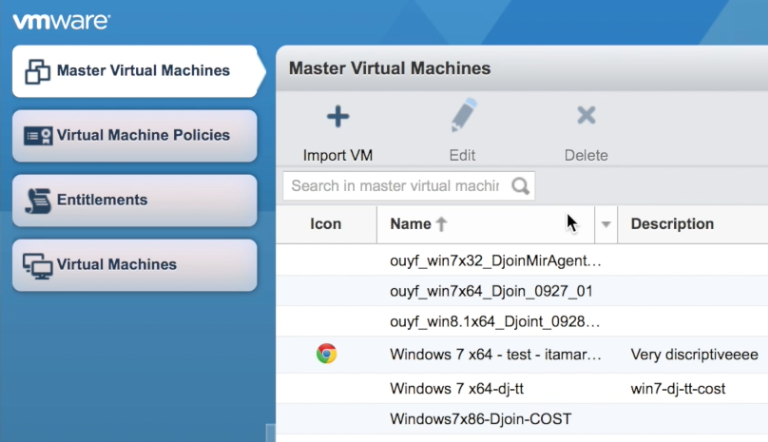 vmware
Master Virtual Machines
Virtual Machine Policies
Entitlements
Virtual Machines
Master Virtual Machines
Import VM Edit Delete
Search in master virtual machin
Icon Name Description
ouyf_win7x32_DjoinMirAgent...
ouyf_win7x64_Djoin_0927_01
ouyf_win8.1x64_Djoint_0928...
Windows 7 x64 - test - itamar... Very discriptiveeee
Windows 7 x64-dj-tt win7-dj-tt-cost
Windows7x86-Djoin-COST